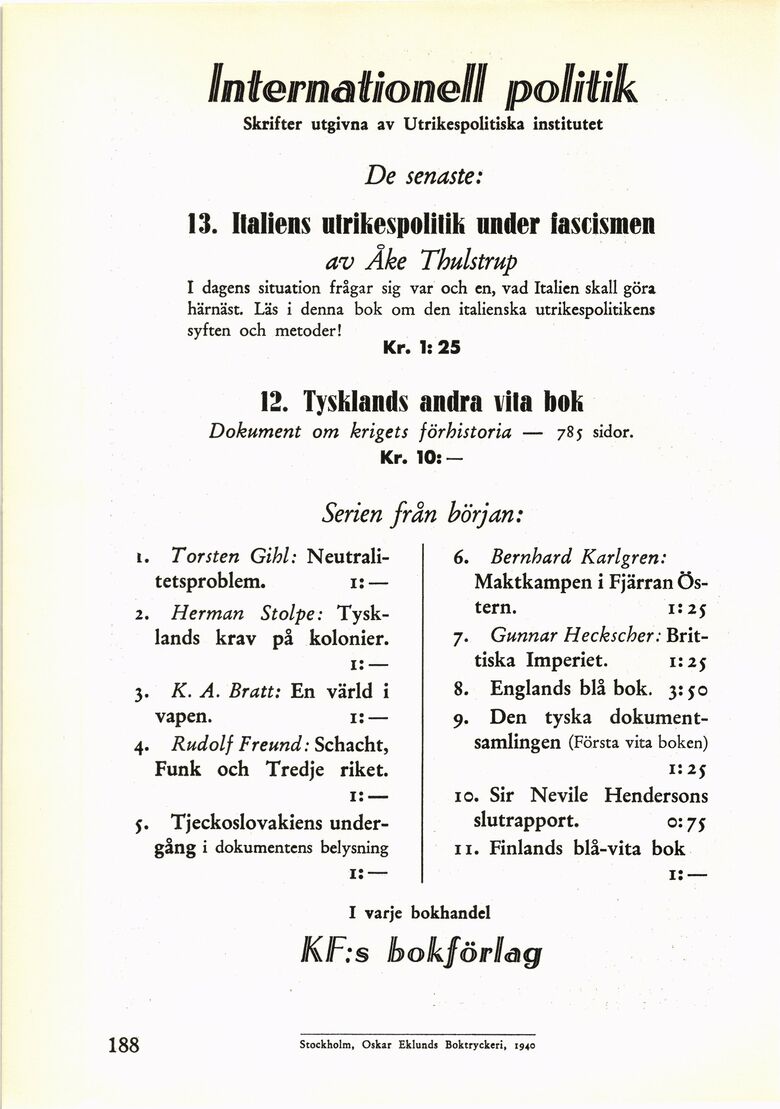 Internationell politik
Skrifter utgivna av Utrikespolitiska institutet
De senaste:
13. Italiens utrikespolitik under fascismen
av Åke Thulstrup
I dagens situation frågar sig var och en, vad Italien skall göra
härnäst. Läs i denna bok om den italienska utrikespolitikens
syften och metoder!
Kr. 1: 25
12. Tysklands andra vita bok
Dokument om krigets förhistoria — 785 sidor.
Kr. 10: —
Serien från början:
1. Torsten Gihl: Neutrali-
tetsproblem. 1: —
2. Herman Stolpe: Tysk-
lands krav på kolonier.
1: —
3. K. A. Bratt: En värld i
vapen. 1: —
4. Rudolf Freund: Schacht,
Funk och Tredje riket.
1: —
5. Tjeckoslovakiens under-
gång i dokumentens belysning
1: —
6. Bernhard Karlgren:
Maktkampen i Fjärran Ös-
tern. 1: 25
7. Gunnar Heckscher: Brit-
tiska Imperiet. 1: 25
8. Englands blå bok. 3: 50
9. Den tyska dokument-
samlingen (Första vita boken)
1: 25
10. Sir Nevile Hendersons
slutrapport. 0: 75
11. Finlands blå-vita bok
1: —
I varje bokhandel
KF:s bokförlag
188
Stockholm, Oskar Eklunds Boktryckeri, 1940